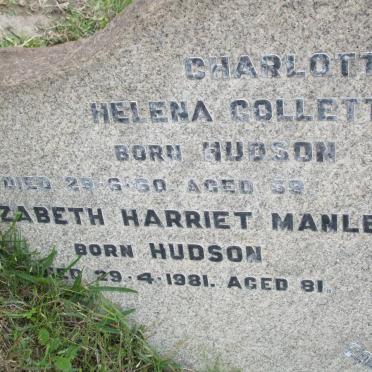 CHARLOTT
HELENA GOLLETT
BORN HUDSON
DIED 29·6·60. AGED 59
ZABETH HARRIET MANLE
BORN HUDSON
29·4·1981. AGED 81.